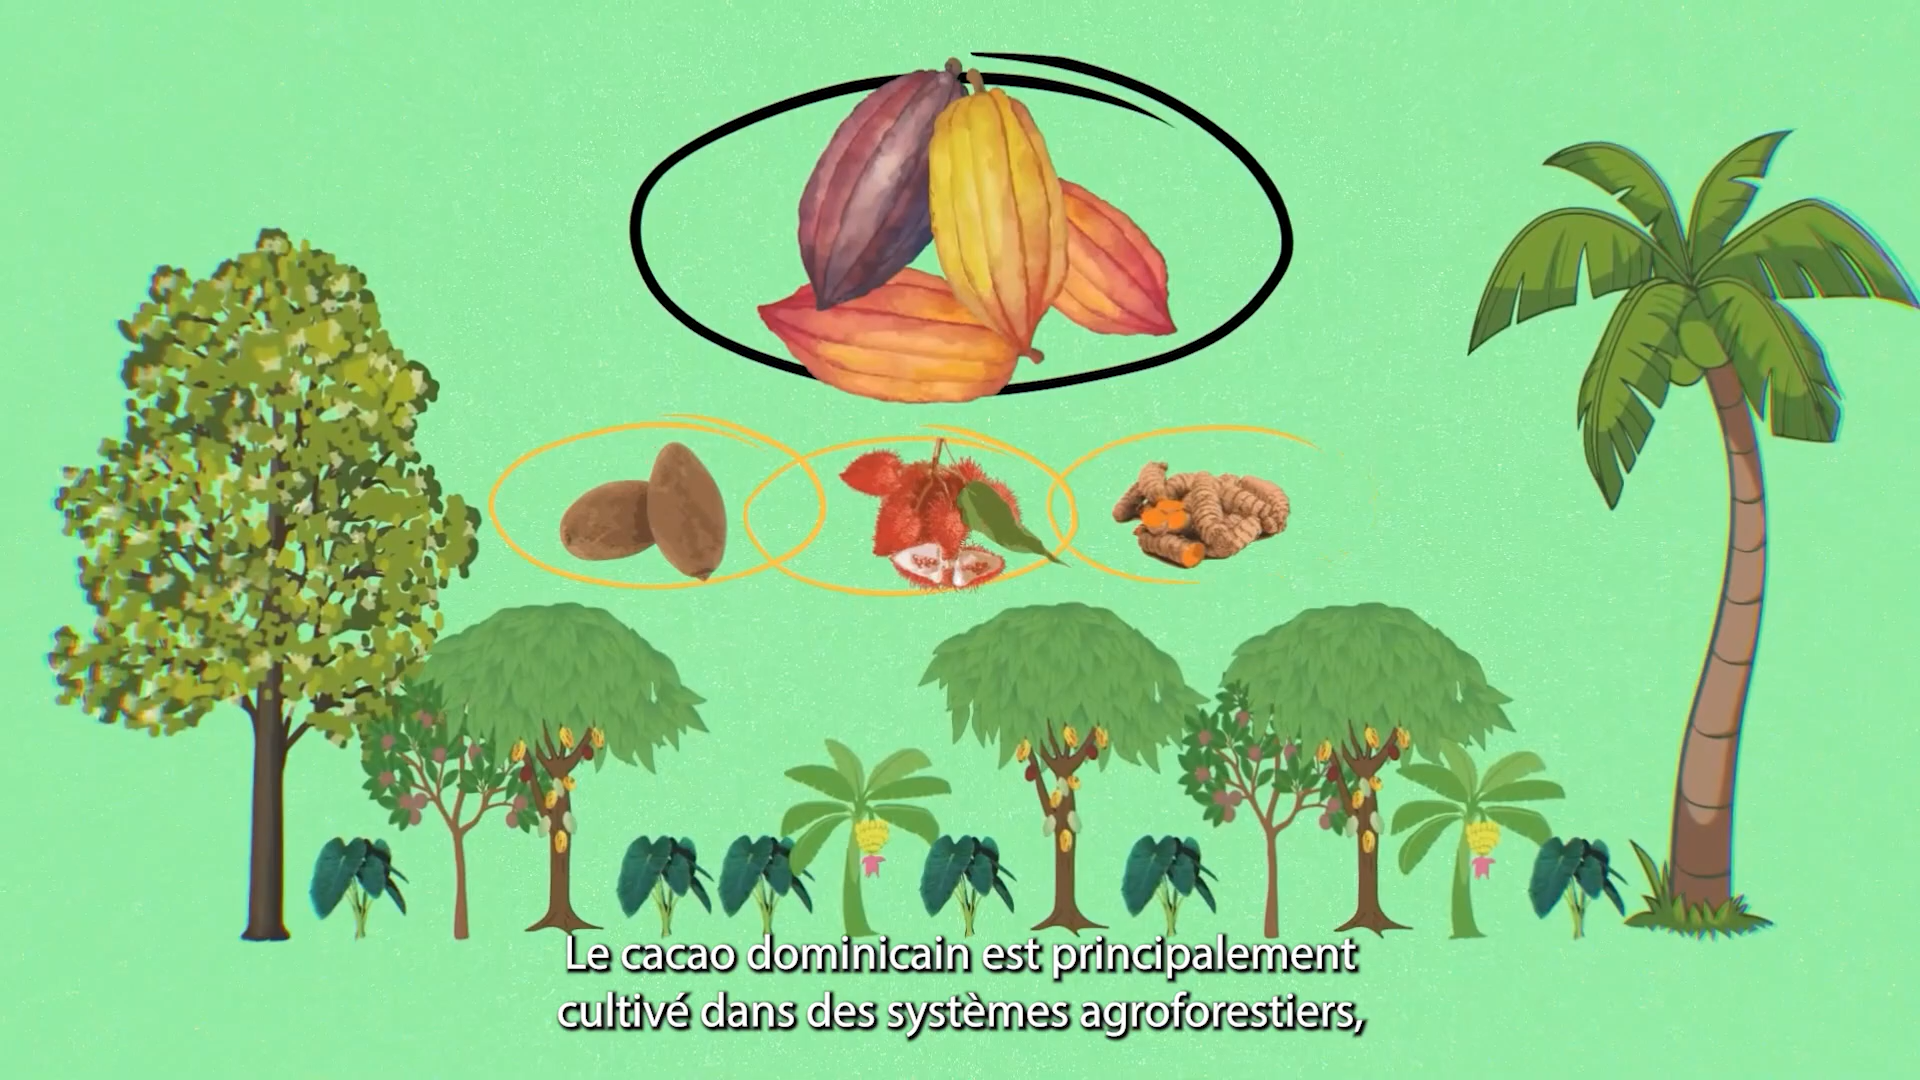 Le cacao dominicain est principalement
cultivé dans des systèmes agroforestiers,